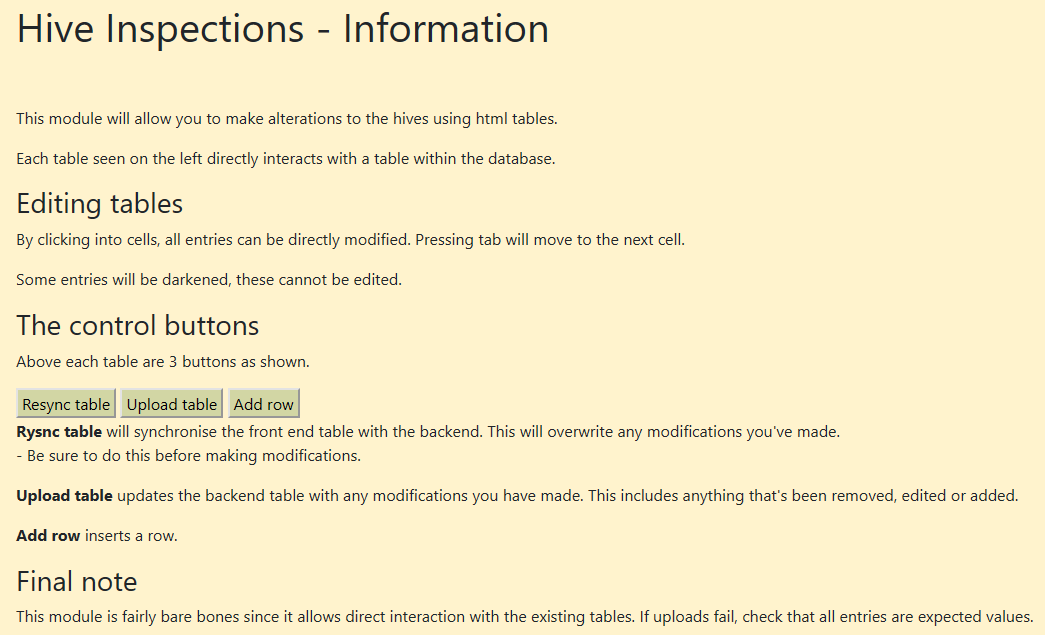 Hive Inspections - Information
This module will allow you to make alterations to the hives using html tables.
Each table seen on the left directly interacts with a table within the database.
Editing tables
By clicking into cells, all entries can be directly modified. Pressing tab will move to the next cell.
Some entries will be darkened, these cannot be edited.
The control buttons
Above each table are 3 buttons as shown.
Resync table Upload table Add row
Rysnc table will synchronise the front end table with the backend. This will overwrite any modifications you've made.
- Be sure to do this before making modifications.
Upload table updates the backend table with any modifications you have made. This includes anything that's been removed, edited or added.
Add row inserts a row.
Final note
This module is fairly bare bones since it allows direct interaction with the existing tables. If uploads fail, check that all entries are expected values.